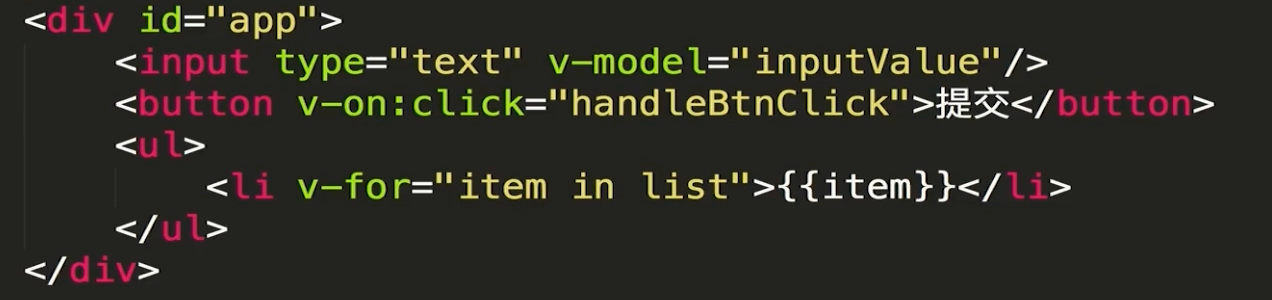 <div id="app">
    <input type="text" v-model="inputValue"/>
    <button v-on:click="handleBtnClick">提交</button>
    <ul>
        <li v-for="item in list">{{item}}</li>
    </ul>
</div>